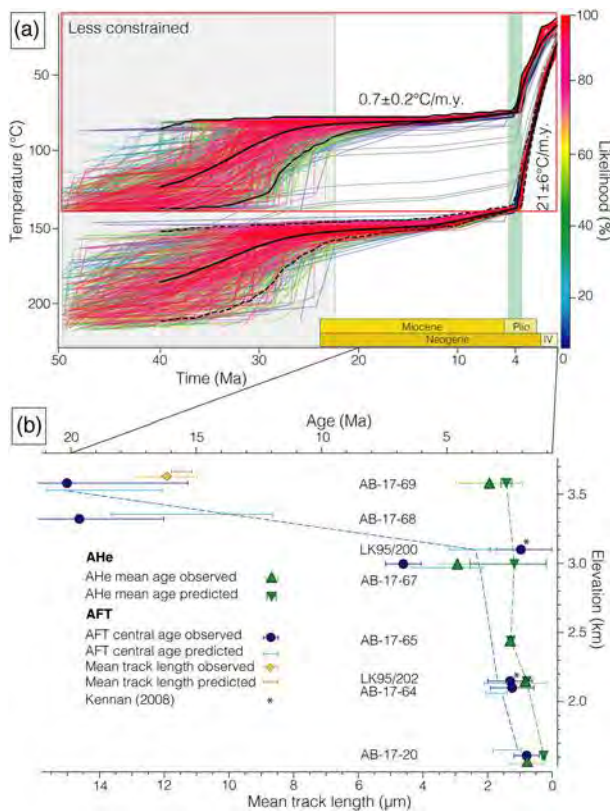 (a)
Less constrained
0.7±0.2°C/m.y.
21±6°C/m.y.
Temperature (°C)
50
100
150
200
Miocene
Plio
Neogene
IV
50
40
30
20
10
4
0
Time (Ma)
100
80
60
40
20
Likelihood (%)
(b)
Age (Ma)
20
15
10
5
1
AB-17-69
AB-17-68
LK95/200
*
AB-17-67
AB-17-65
LK95/202
*
AB-17-64
AB-17-20
AHe
AHe mean age observed
AHe mean age predicted
AFT
AFT central age observed
AFT central age predicted
Mean track length observed
Mean track length predicted
Kennan (2008)
*
3.5
3.0
2.5
2.0
Elevation (km)
14
12
10
8
6
4
2
0
Mean track length (µm)